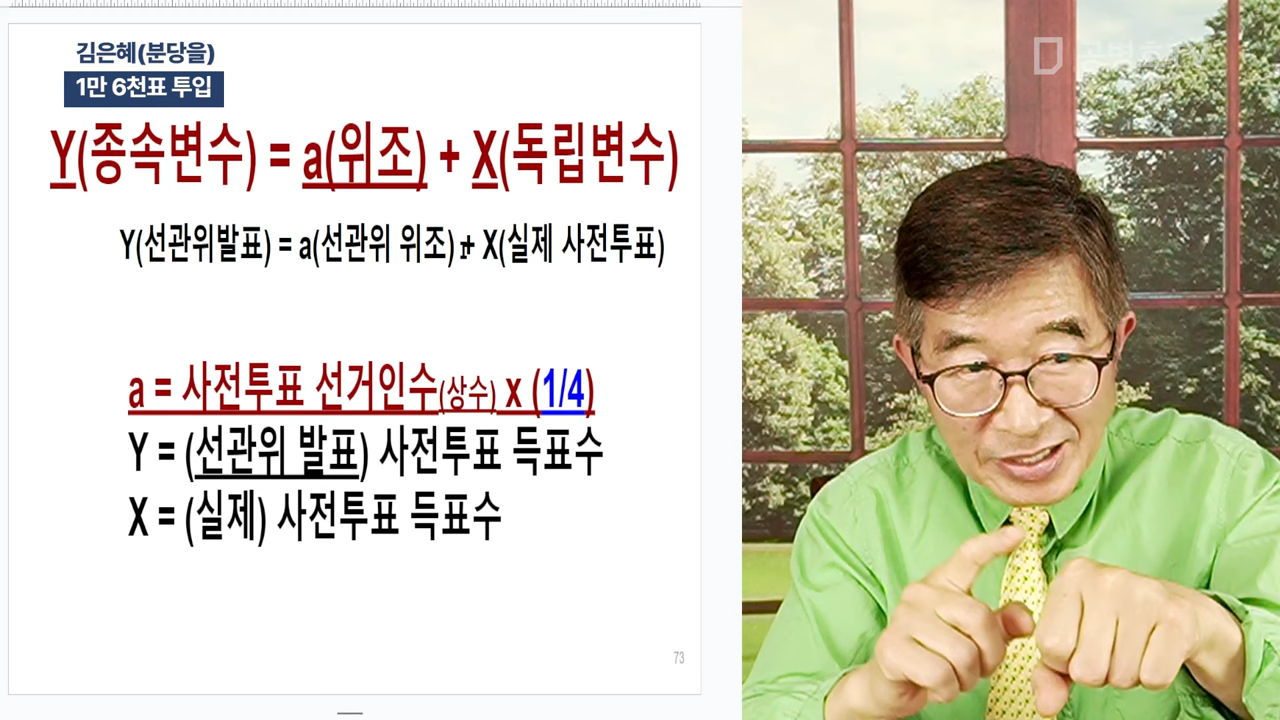 김은혜(분당을)
1만 6천표 투입
Y(종속변수) = a(위조) + X(독립변수)
Y(선관위발표) = a(선관위 위조) + X(실제 사전투표)
a = 사전투표 선거인수(상수) x (1/4)
Y = (선관위 발표) 사전투표 득표수
X = (실제) 사전투표 득표수
73